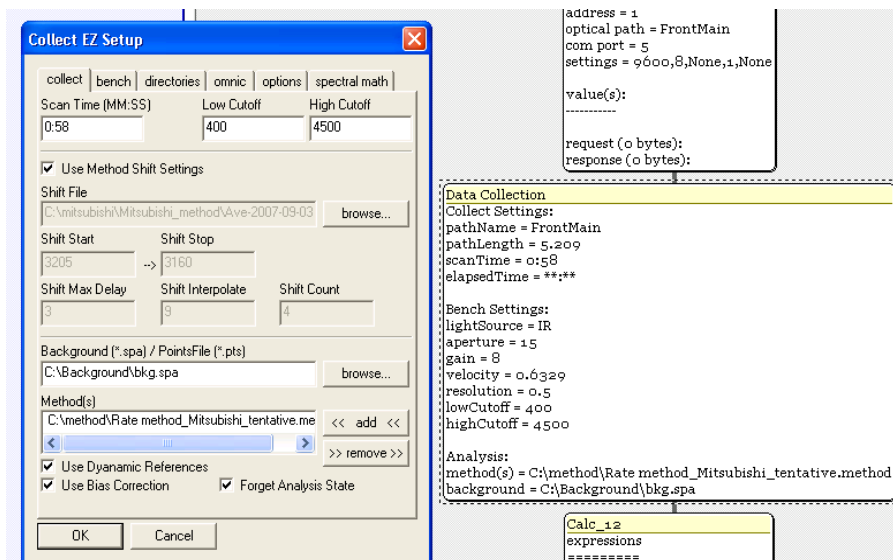 Collect EZ Setup
collect bench directories omnic options spectral math
Scan Time (MM:SS) Low Cutoff High Cutoff
0:58 400 4500
Use Method Shift Settings
Shift File
C:\mitsubishi\Mitsubishi_method\Ave-2007-09-03 browse...
Shift Start Shift Stop
3205 --> 3160
Shift Max Delay Shift Interpolate Shift Count
3 9 4
Background (*.spa) / PointsFile (*.pts)
C:\Background\bkg.spa browse...
Method(s)
C:\method\Rate method_Mitsubishi_tentative.me << add <<
>> remove >>
Use Dyanamic References
Use Bias Correction Forget Analysis State
OK Cancel
address = 1
optical path = FrontMain
com port = 5
settings = 9600,8,None,1,None
value(s):
-----------
request (0 bytes):
response (0 bytes):
Data Collection
Collect Settings:
pathName = FrontMain
pathLength = 5.209
scanTime = 0:58
elapsedTime = **:**
Bench Settings:
lightSource = IR
aperture = 15
gain = 8
velocity = 0.6329
resolution = 0.5
lowCutoff = 400
highCutoff = 4500
Analysis:
method(s) = C:\method\Rate method_Mitsubishi_tentative.method
background = C:\Background\bkg.spa
Calc_12
expressions
=========